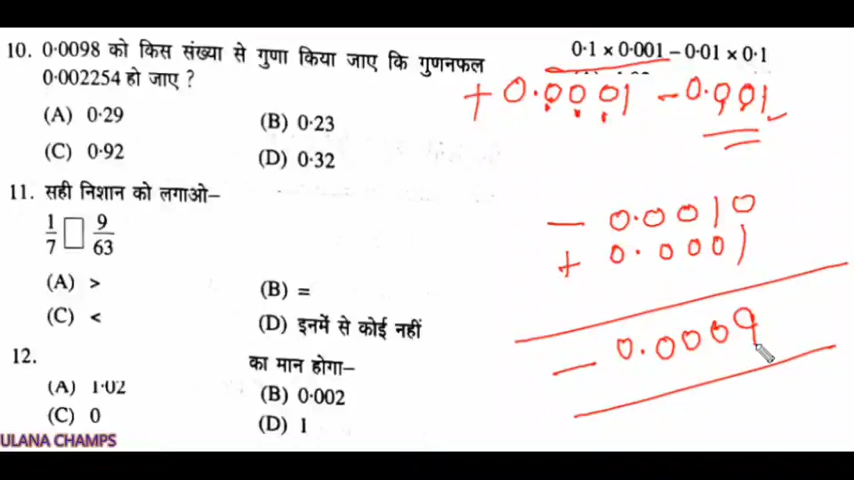 10. 0·0098 को किस संख्या से गुणा किया जाए कि गुणनफल
0·002254 हो जाए ?
(A) 0·29
(B) 0·23
(C) 0·92
(D) 0·32
11. सही निशान को लगाओ–
1/7 □ 9/63
(A) >
(B) =
(C) <
(D) इनमें से कोई नहीं
12. का मान होगा–
(A) 1·02
(B) 0·002
(C) 0
(D) 1
ULANA CHAMPS
0·1 × 0·001 – 0·01 × 0·1
+ 0.0001 – 0.001
– 0.0010
+ 0.0001
– 0.0009